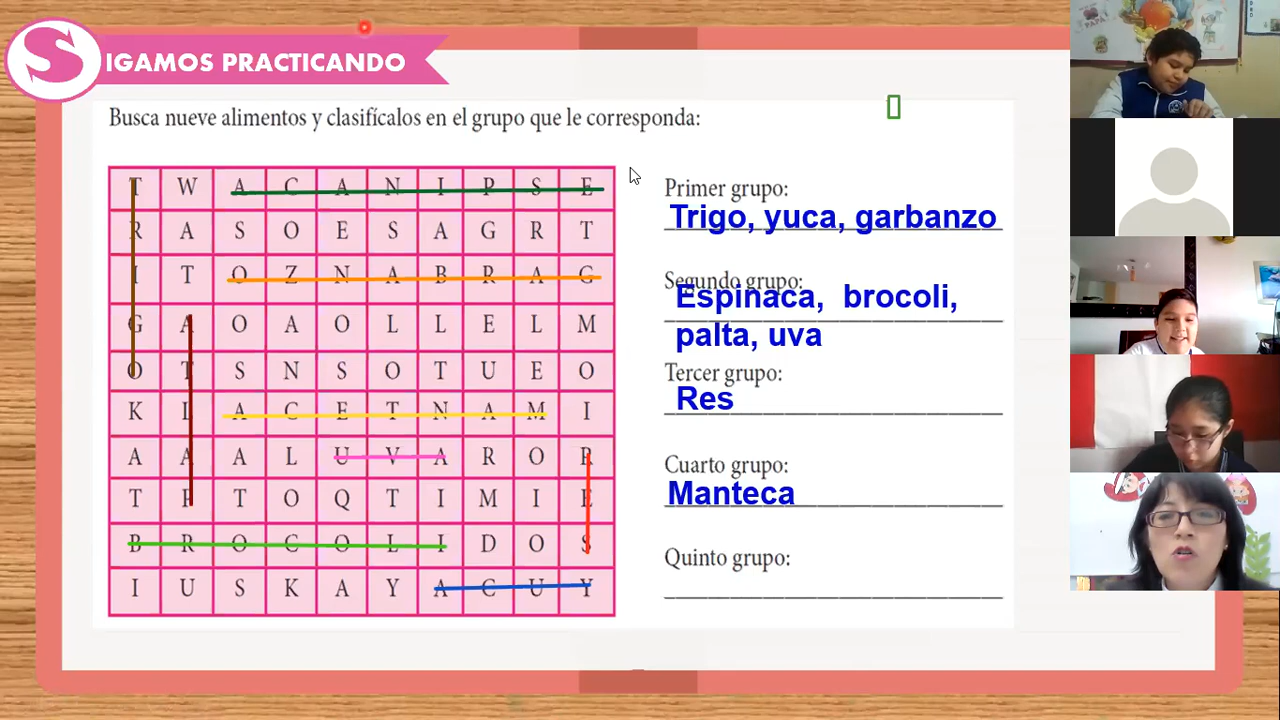 SIGAMOS PRACTICANDO
Busca nueve alimentos y clasifícalos en el grupo que le corresponda:
T W A C A N I P S E
R A S O E S A G R T
I T O Z N A B R A G
G A O A O L L E L M
O T S N S O T U E O
K L A C E T N A M I
A A A L U V A R O R
T P T O Q T I M I E
B R O C O L I D O S
I U S K A Y A C U Y
Primer grupo:
Trigo, yuca, garbanzo
Segundo grupo:
Espinaca, brocoli,
palta, uva
Tercer grupo:
Res
Cuarto grupo:
Manteca
Quinto grupo: